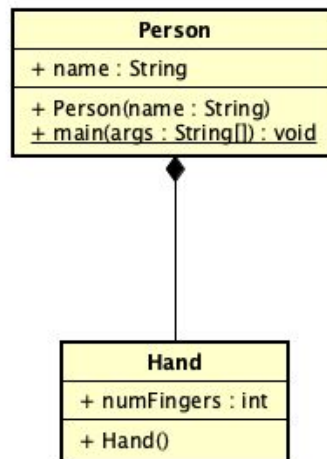 Person
+ name : String
+ Person(name : String)
+ main(args : String[]) : void
Hand
+ numFingers : int
+ Hand()